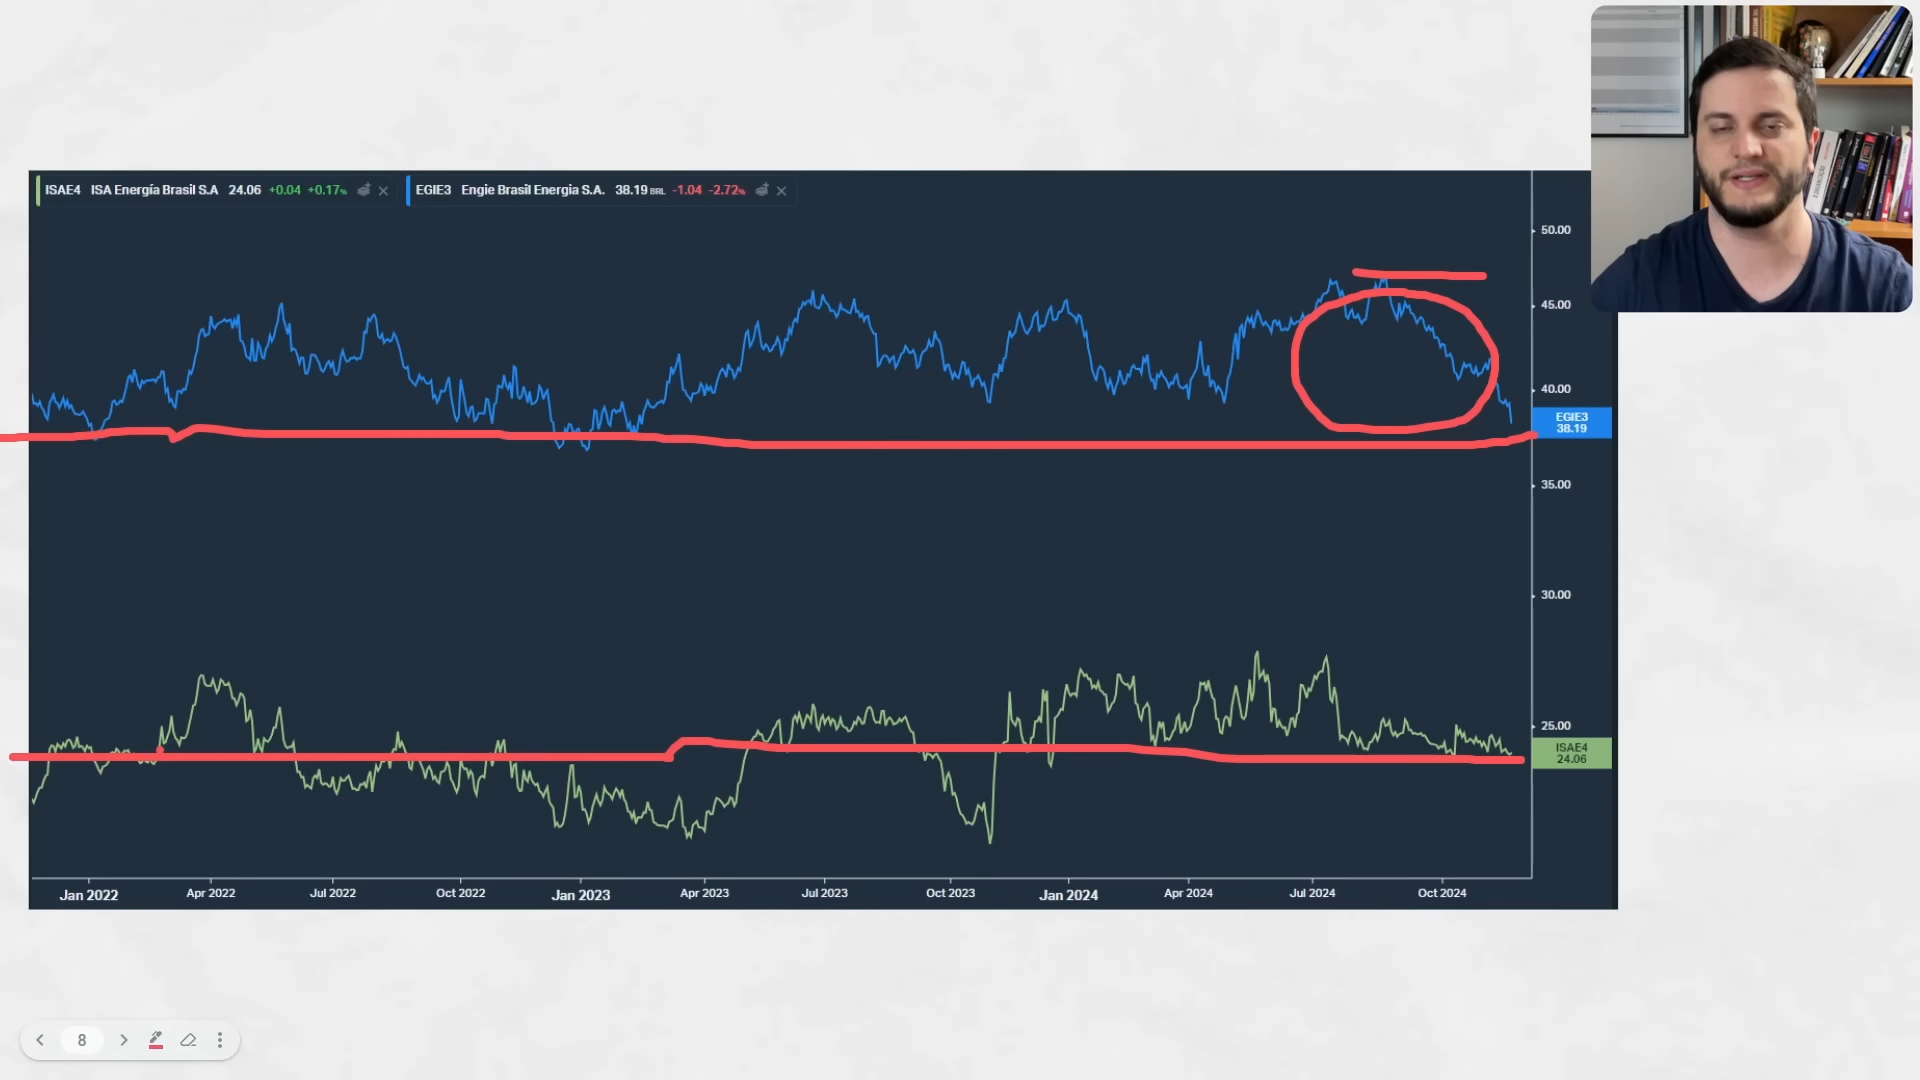 ISAE4 ISA Energía Brasil S.A 24.06 +0.04 +0.17% EGIE3 Engie Brasil Energia S.A. 38.19 BRL -1.04 -2.72%
50.00
45.00
40.00
EGIE3
38.19
35.00
30.00
25.00
ISAE4
24.06
Jan 2022 Apr 2022 Jul 2022 Oct 2022 Jan 2023 Apr 2023 Jul 2023 Oct 2023 Jan 2024 Apr 2024 Jul 2024 Oct 2024
8